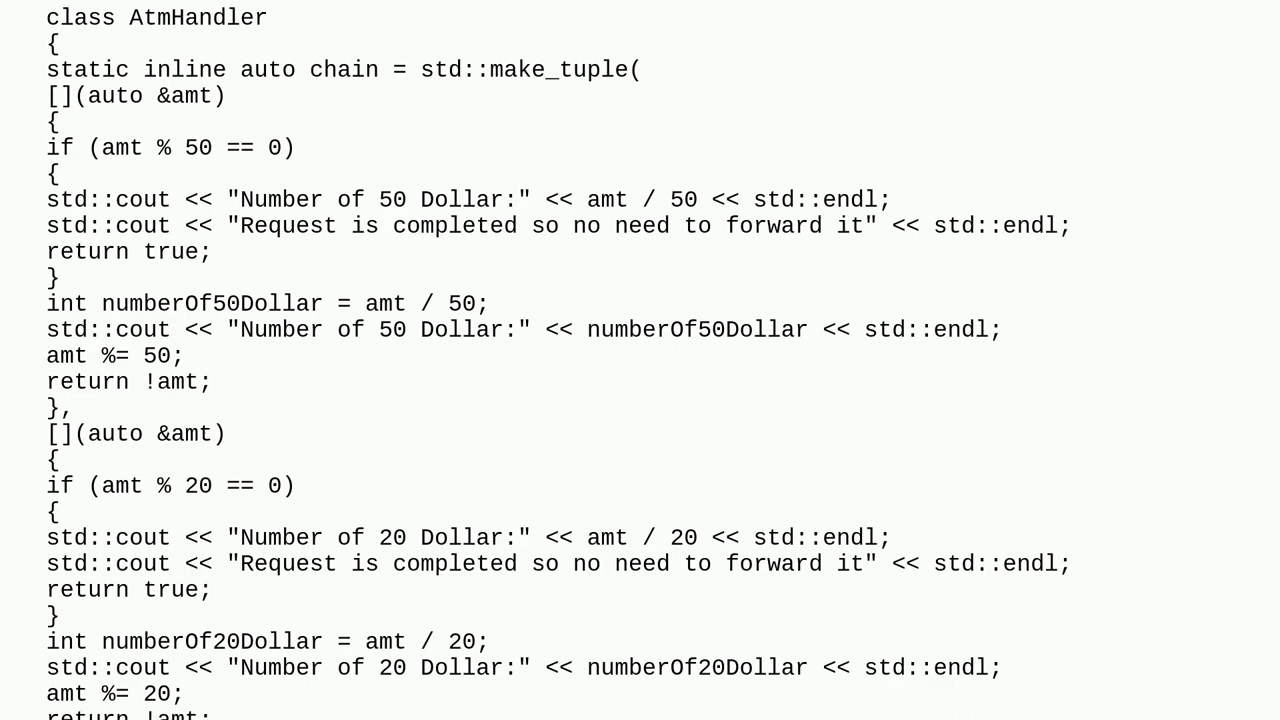 class AtmHandler
{
static inline auto chain = std::make_tuple(
[](auto &amt)
{
if (amt % 50 == 0)
{
std::cout << "Number of 50 Dollar:" << amt / 50 << std::endl;
std::cout << "Request is completed so no need to forward it" << std::endl;
return true;
}
int numberOf50Dollar = amt / 50;
std::cout << "Number of 50 Dollar:" << numberOf50Dollar << std::endl;
amt %= 50;
return !amt;
},
[](auto &amt)
{
if (amt % 20 == 0)
{
std::cout << "Number of 20 Dollar:" << amt / 20 << std::endl;
std::cout << "Request is completed so no need to forward it" << std::endl;
return true;
}
int numberOf20Dollar = amt / 20;
std::cout << "Number of 20 Dollar:" << numberOf20Dollar << std::endl;
amt %= 20;
return !amt;